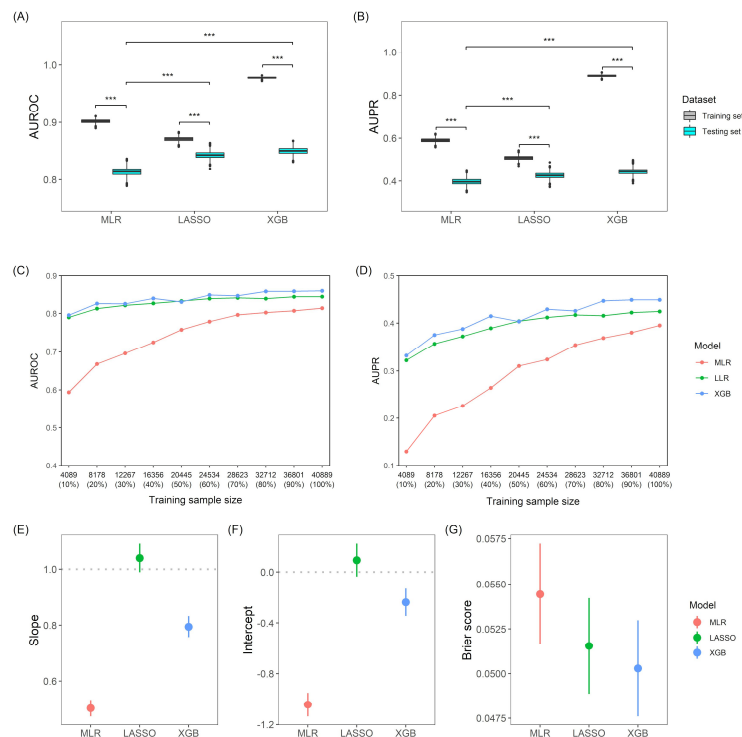 (A)
***
***
***
***
***
1.0
0.9
0.8
AUROC
MLR
LASSO
XGB
(B)
***
***
***
***
***
1.0
0.8
0.6
0.4
AUPR
MLR
LASSO
XGB
Dataset
Training set
Testing set
(C)
0.9
0.8
0.7
0.6
0.5
0.4
AUROC
4089 8178 12267 16356 20445 24534 28623 32712 36801 40889
(10%) (20%) (30%) (40%) (50%) (60%) (70%) (80%) (90%) (100%)
Training sample size
(D)
0.5
0.4
0.3
0.2
0.1
AUPR
4089 8178 12267 16356 20445 24534 28623 32712 36801 40889
(10%) (20%) (30%) (40%) (50%) (60%) (70%) (80%) (90%) (100%)
Training sample size
Model
MLR
LLR
XGB
(E)
1.0
0.8
0.6
Slope
MLR
LASSO
XGB
(F)
0.0
-0.4
-0.8
-1.2
Intercept
MLR
LASSO
XGB
(G)
0.0575
0.0550
0.0525
0.0500
0.0475
Brier score
MLR
LASSO
XGB
Model
MLR
LASSO
XGB